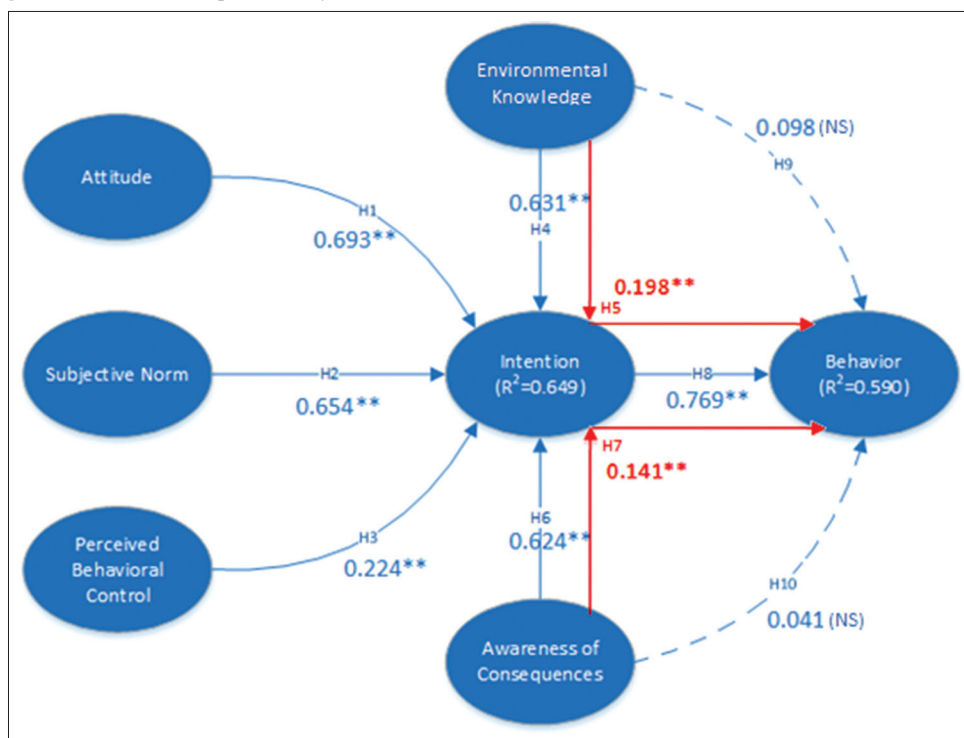 Environmental
Knowledge
0.098 (NS)
H9
Attitude
H1
0.693**
0.631**
H4
0.198**
H5
Subjective Norm
H2
0.654**
Intention
(R²=0.649)
H8
0.769**
Behavior
(R²=0.590)
H7
0.141**
Perceived
Behavioral
Control
H3
0.224**
H6
0.624**
H10
0.041 (NS)
Awareness of
Consequences